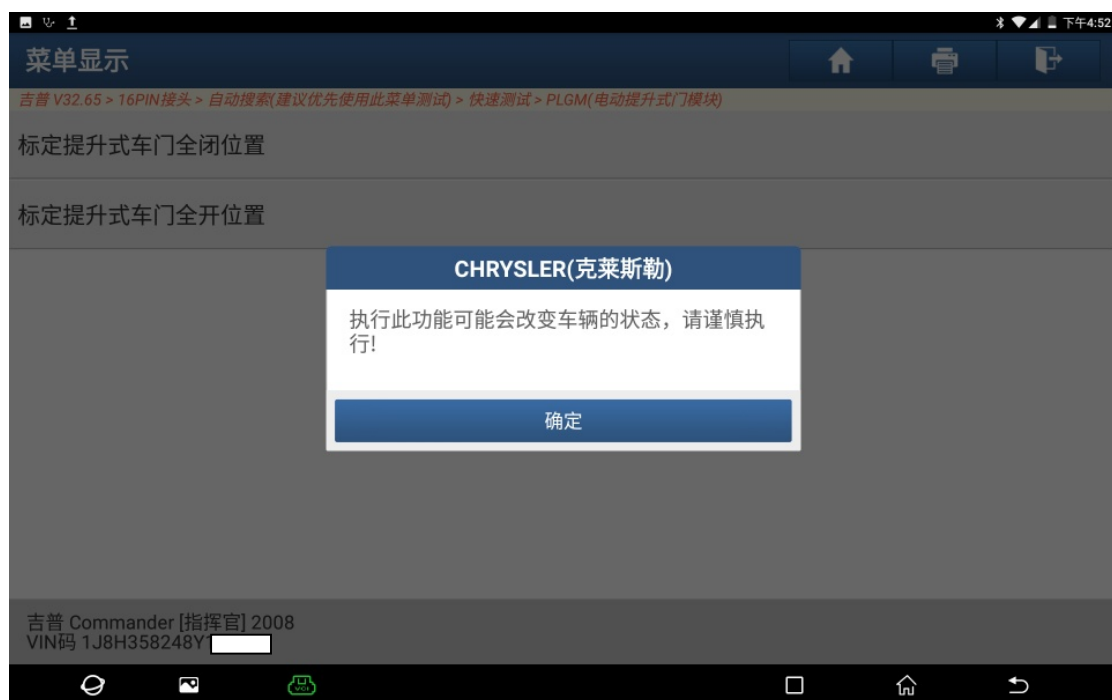 下午4:52
菜单显示
吉普 V32.65 > 16PIN接头 > 自动搜索(建议优先使用此菜单测试) > 快速测试 > PLGM(电动提升式门模块)
标定提升式车门全闭位置
标定提升式车门全开位置
CHRYSLER(克莱斯勒)
执行此功能可能会改变车辆的状态，请谨慎执
行!
确定
吉普 Commander [指挥官] 2008
VIN码 1J8H358248Y1
VCI